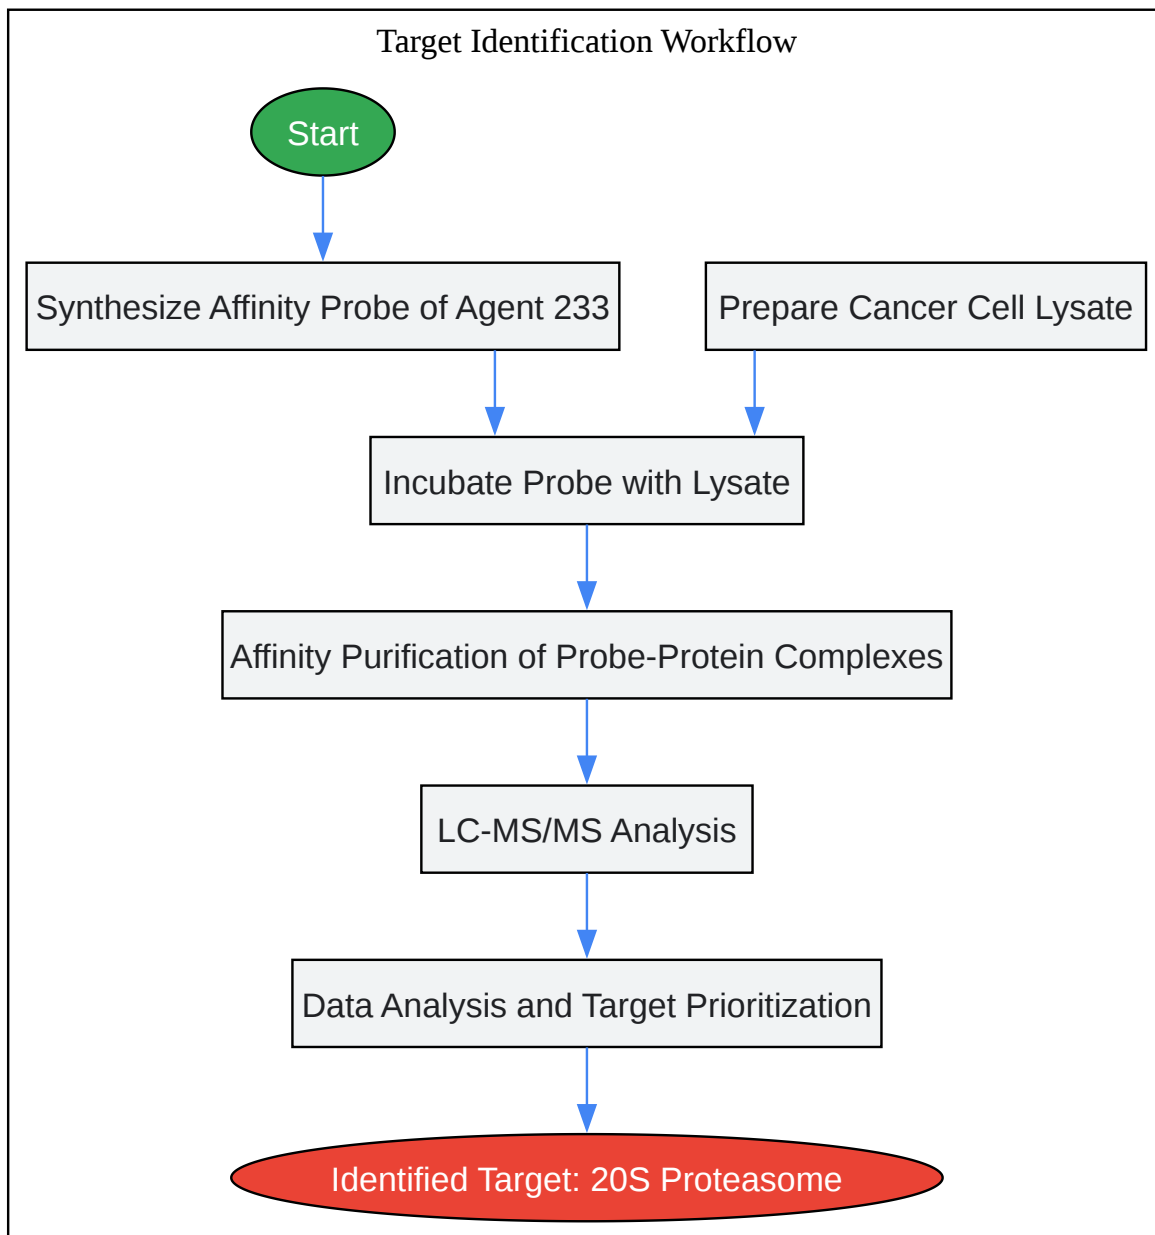 Target Identification Workflow
Start
Synthesize Affinity Probe of Agent 233
Prepare Cancer Cell Lysate
Incubate Probe with Lysate
Affinity Purification of Probe-Protein Complexes
LC-MS/MS Analysis
Data Analysis and Target Prioritization
Identified Target: 20S Proteasome